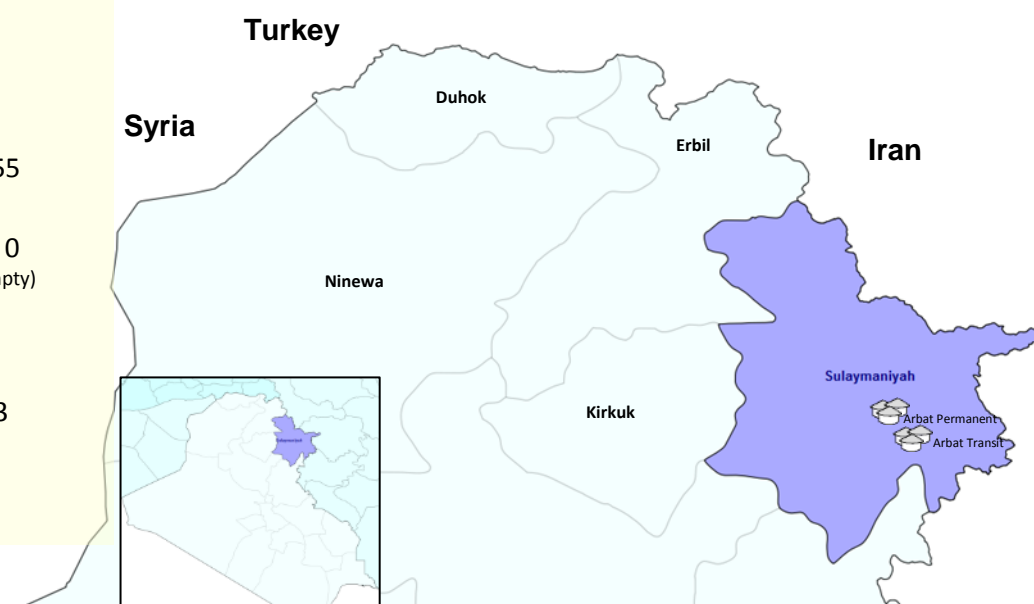 Turkey
Duhok
Syria
Erbil
Iran
55
0
pty)
Ninewa
Sulaymaniyah
3
Kirkuk
Arbat Permanent
Arbat Transit